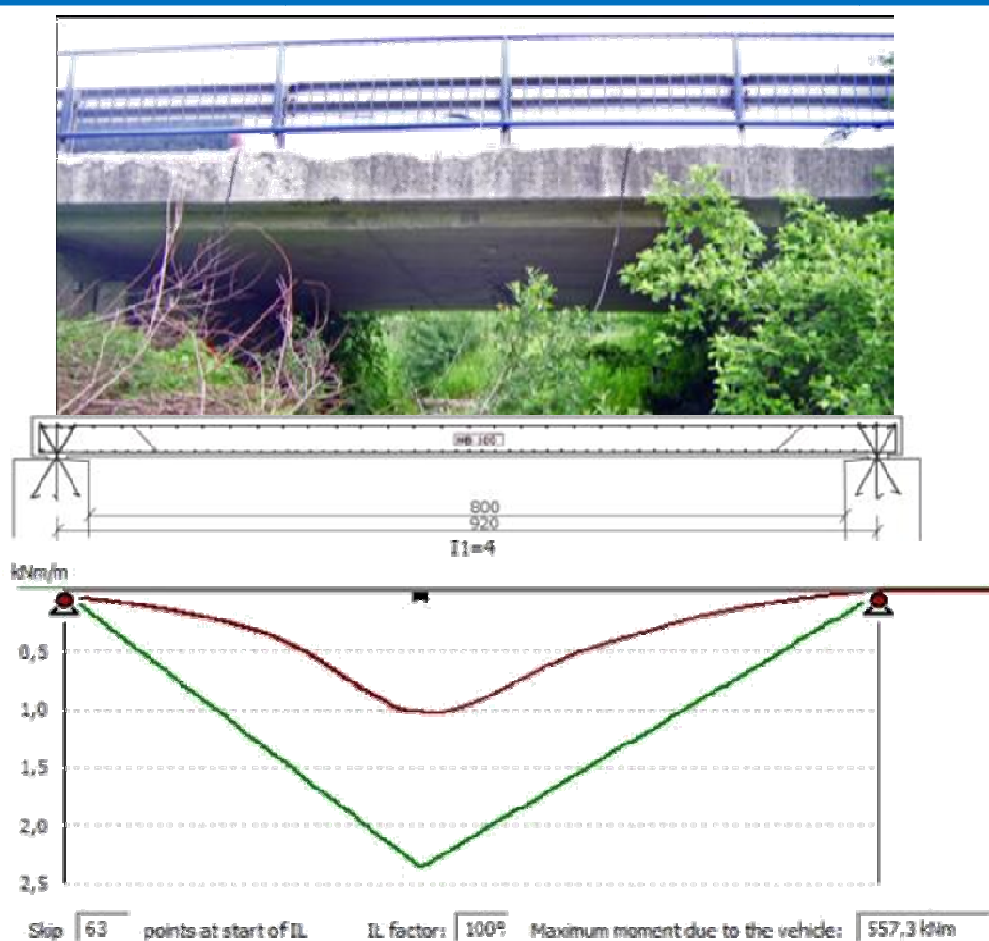 800
920
I1=4
kNm/m
0,5
1,0
1,5
2,0
2,5
Skip 63 points at start of IL IL factor: 100% Maximum moment due to the vehicle: 557,3 kNm